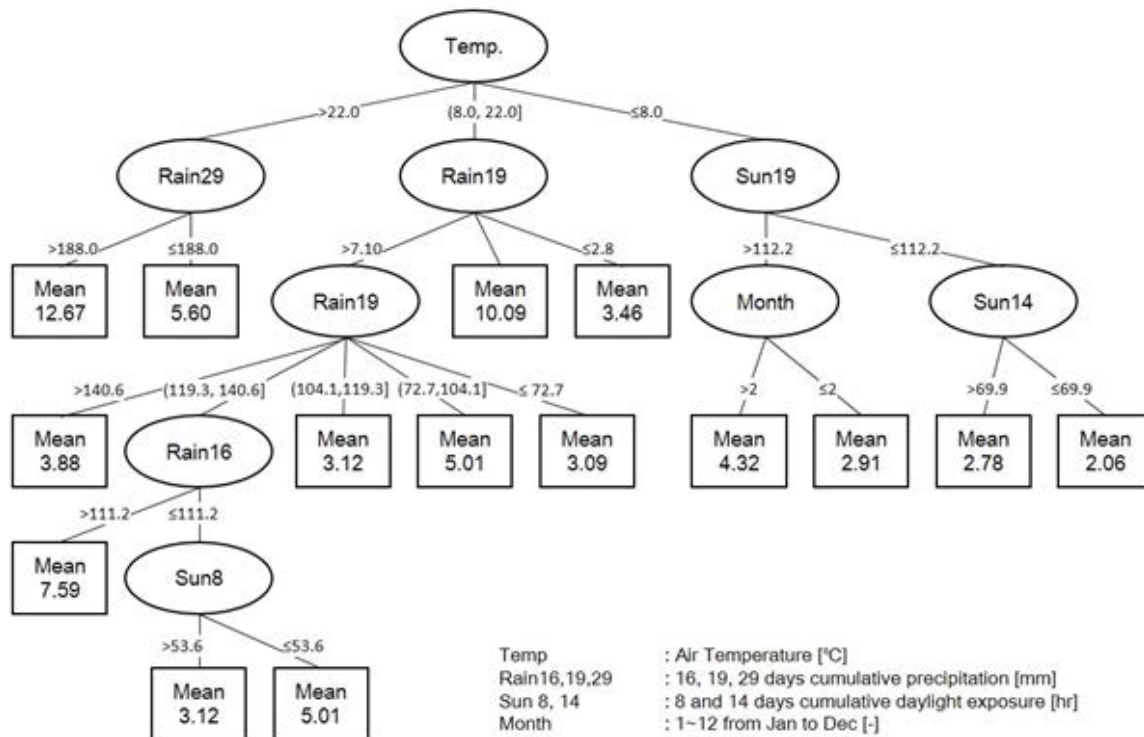 Temp.
>22.0
(8.0, 22.0]
≤8.0
Rain29
Rain19
Sun19
>188.0
≤188.0
>7.10
≤2.8
>112.2
≤112.2
Mean
12.67
Mean
5.60
Rain19
Mean
10.09
Mean
3.46
Month
Sun14
>140.6
(119.3, 140.6]
(104.1,119.3]
(72.7,104.1]
≤ 72.7
>2
≤2
>69.9
≤69.9
Mean
3.88
Rain16
Mean
3.12
Mean
5.01
Mean
3.09
Mean
4.32
Mean
2.91
Mean
2.78
Mean
2.06
>111.2
≤111.2
Mean
7.59
Sun8
>53.6
≤53.6
Mean
3.12
Mean
5.01
Temp : Air Temperature [℃]
Rain16,19,29 : 16, 19, 29 days cumulative precipitation [mm]
Sun 8, 14 : 8 and 14 days cumulative daylight exposure [hr]
Month : 1~12 from Jan to Dec [-]